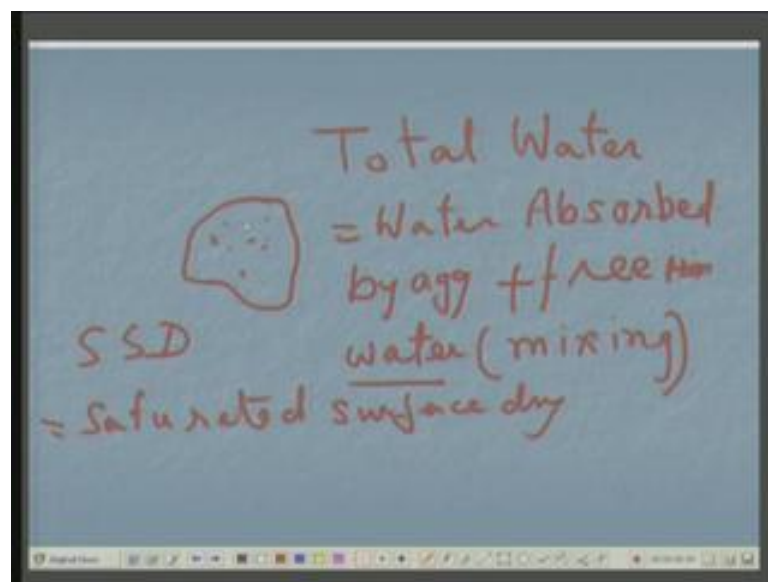 Total Water
= Water Absorbed
by agg + free
water (mixing)
SSD
= Saturated surface dry